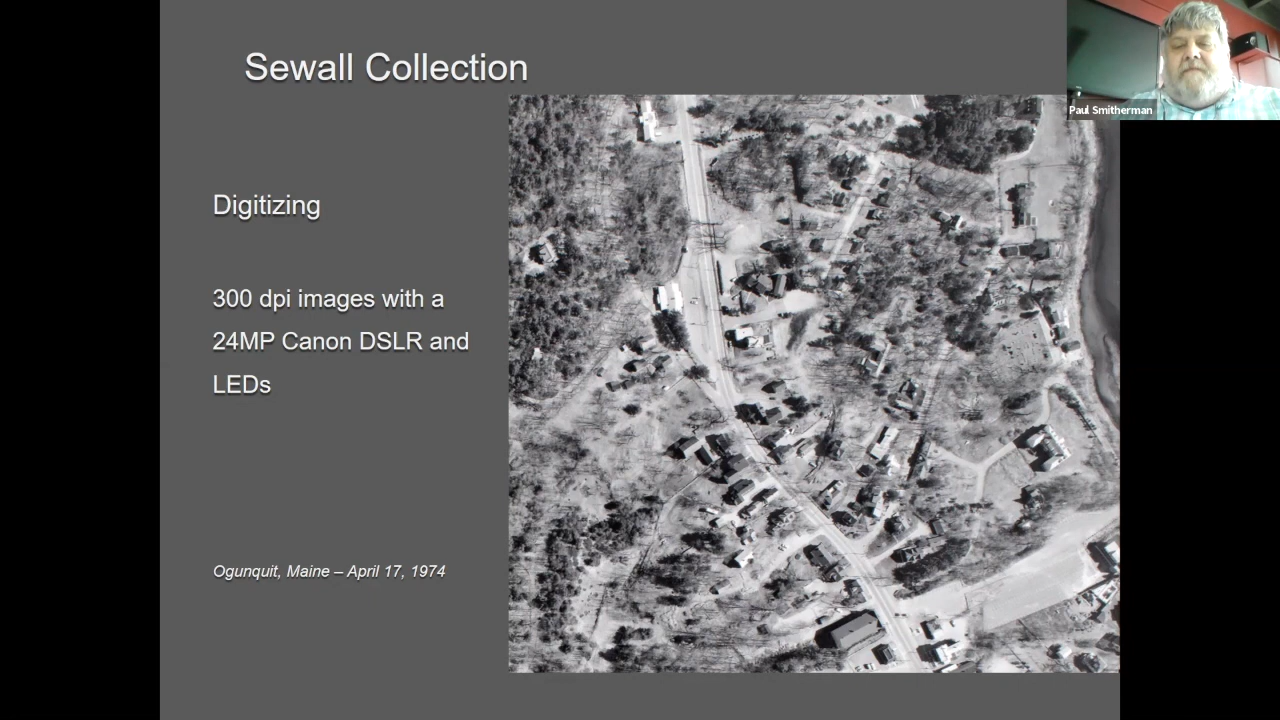 Sewall Collection
Paul Smitherman
Digitizing
300 dpi images with a
24MP Canon DSLR and
LEDs
Ogunquit, Maine – April 17, 1974